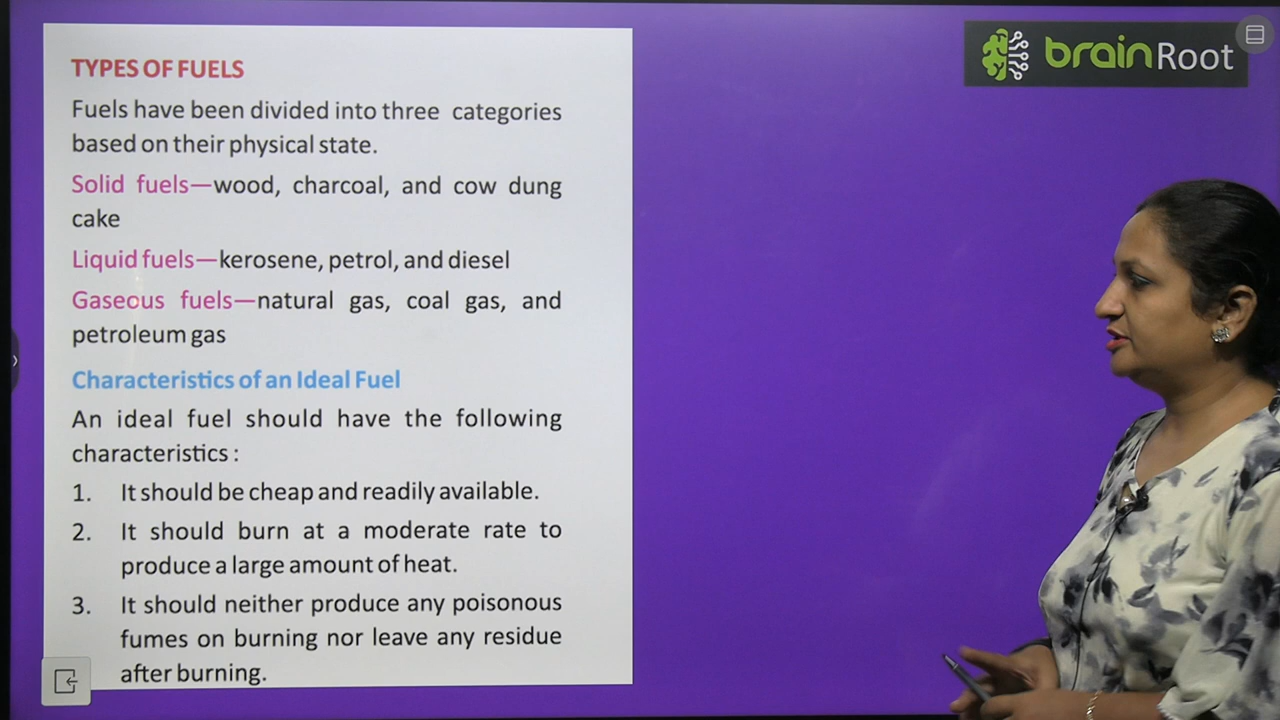 TYPES OF FUELS
Fuels have been divided into three categories
based on their physical state.
Solid fuels—wood, charcoal, and cow dung
cake
Liquid fuels—kerosene, petrol, and diesel
Gaseous fuels—natural gas, coal gas, and
petroleum gas
Characteristics of an Ideal Fuel
An ideal fuel should have the following
characteristics :
1. It should be cheap and readily available.
2. It should burn at a moderate rate to
produce a large amount of heat.
3. It should neither produce any poisonous
fumes on burning nor leave any residue
after burning.
brainRoot